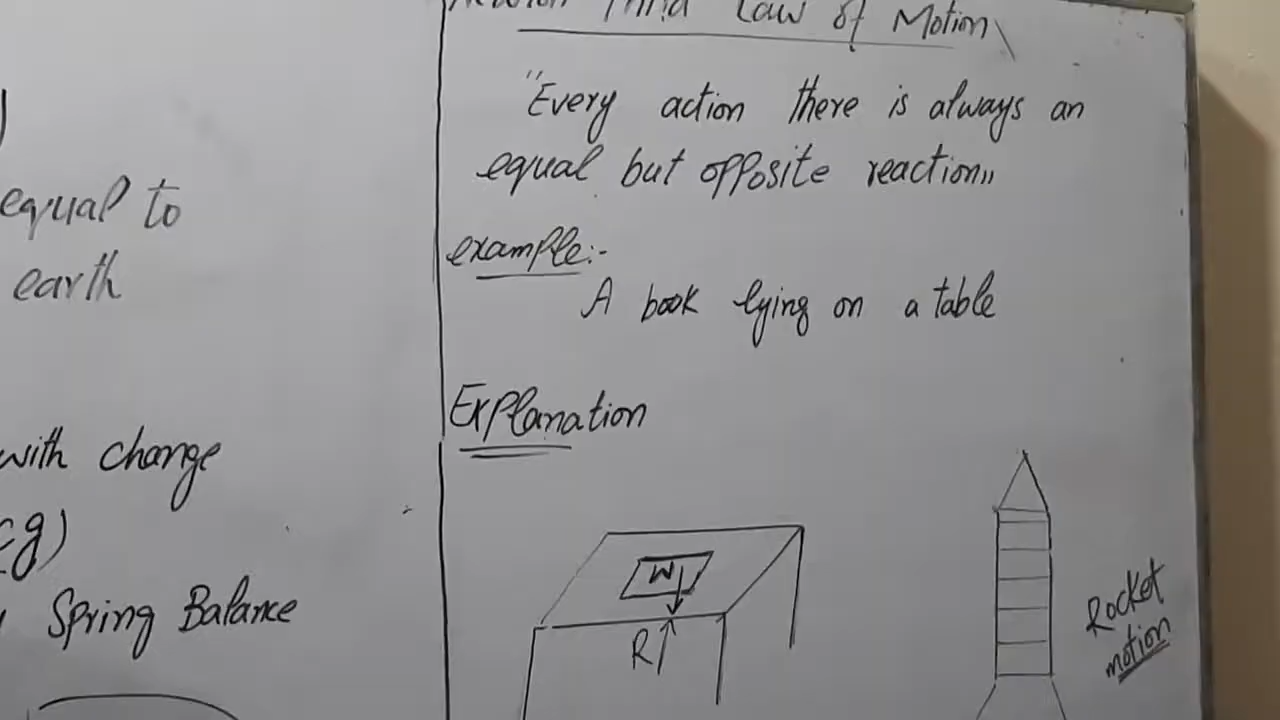 equal to
earth
with change
Spring Balance
Third Law of Motion
"Every action there is always an
equal but opposite reaction„
example:-
A book lying on a table
Explanation
W
R
Rocket
motion